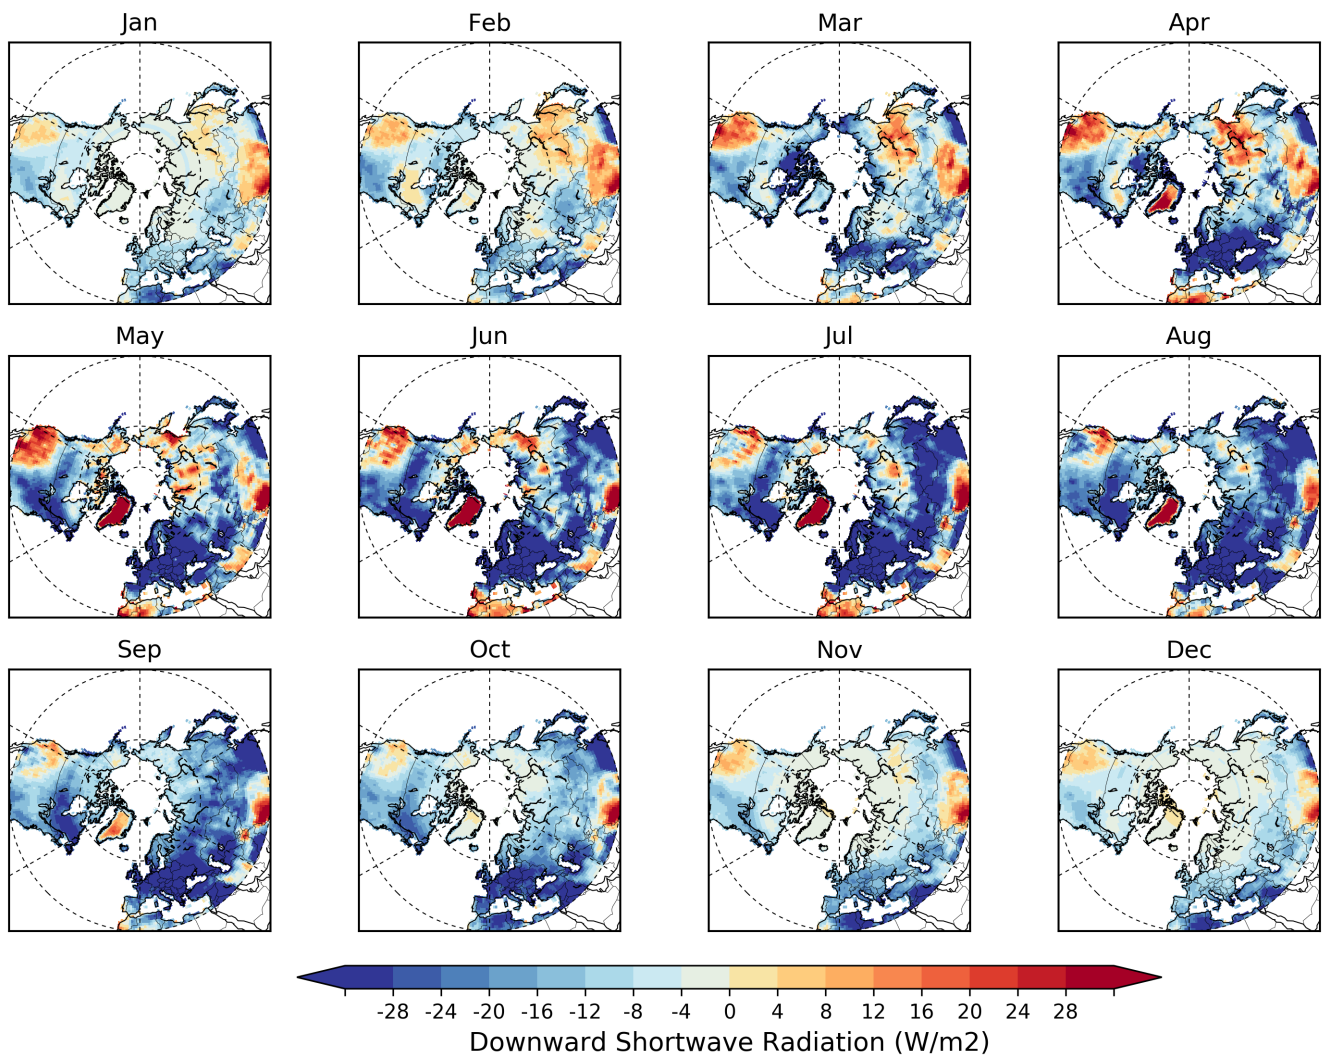 Jan Feb Mar Apr
May Jun Jul Aug
Sep Oct Nov Dec
-28 -24 -20 -16 -12 -8 -4 0 4 8 12 16 20 24 28
Downward Shortwave Radiation (W/m2)